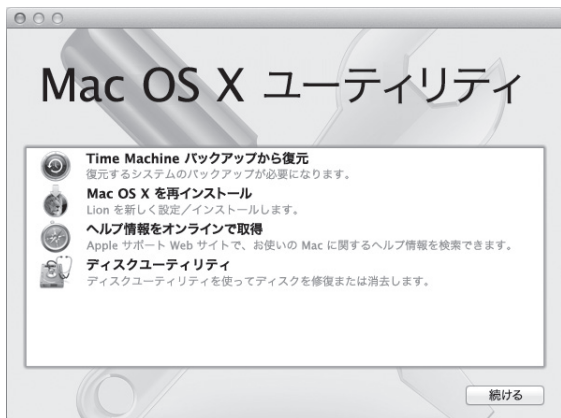 Mac OS X ユーティリティ
Time Machine バックアップから復元
復元するシステムのバックアップが必要になります。
Mac OS X を再インストール
Lion を新しく設定／インストールします。
ヘルプ情報をオンラインで取得
Apple サポート Web サイトで、お使いの Mac に関するヘルプ情報を検索できます。
ディスクユーティリティ
ディスクユーティリティを使ってディスクを修復または消去します。
続ける